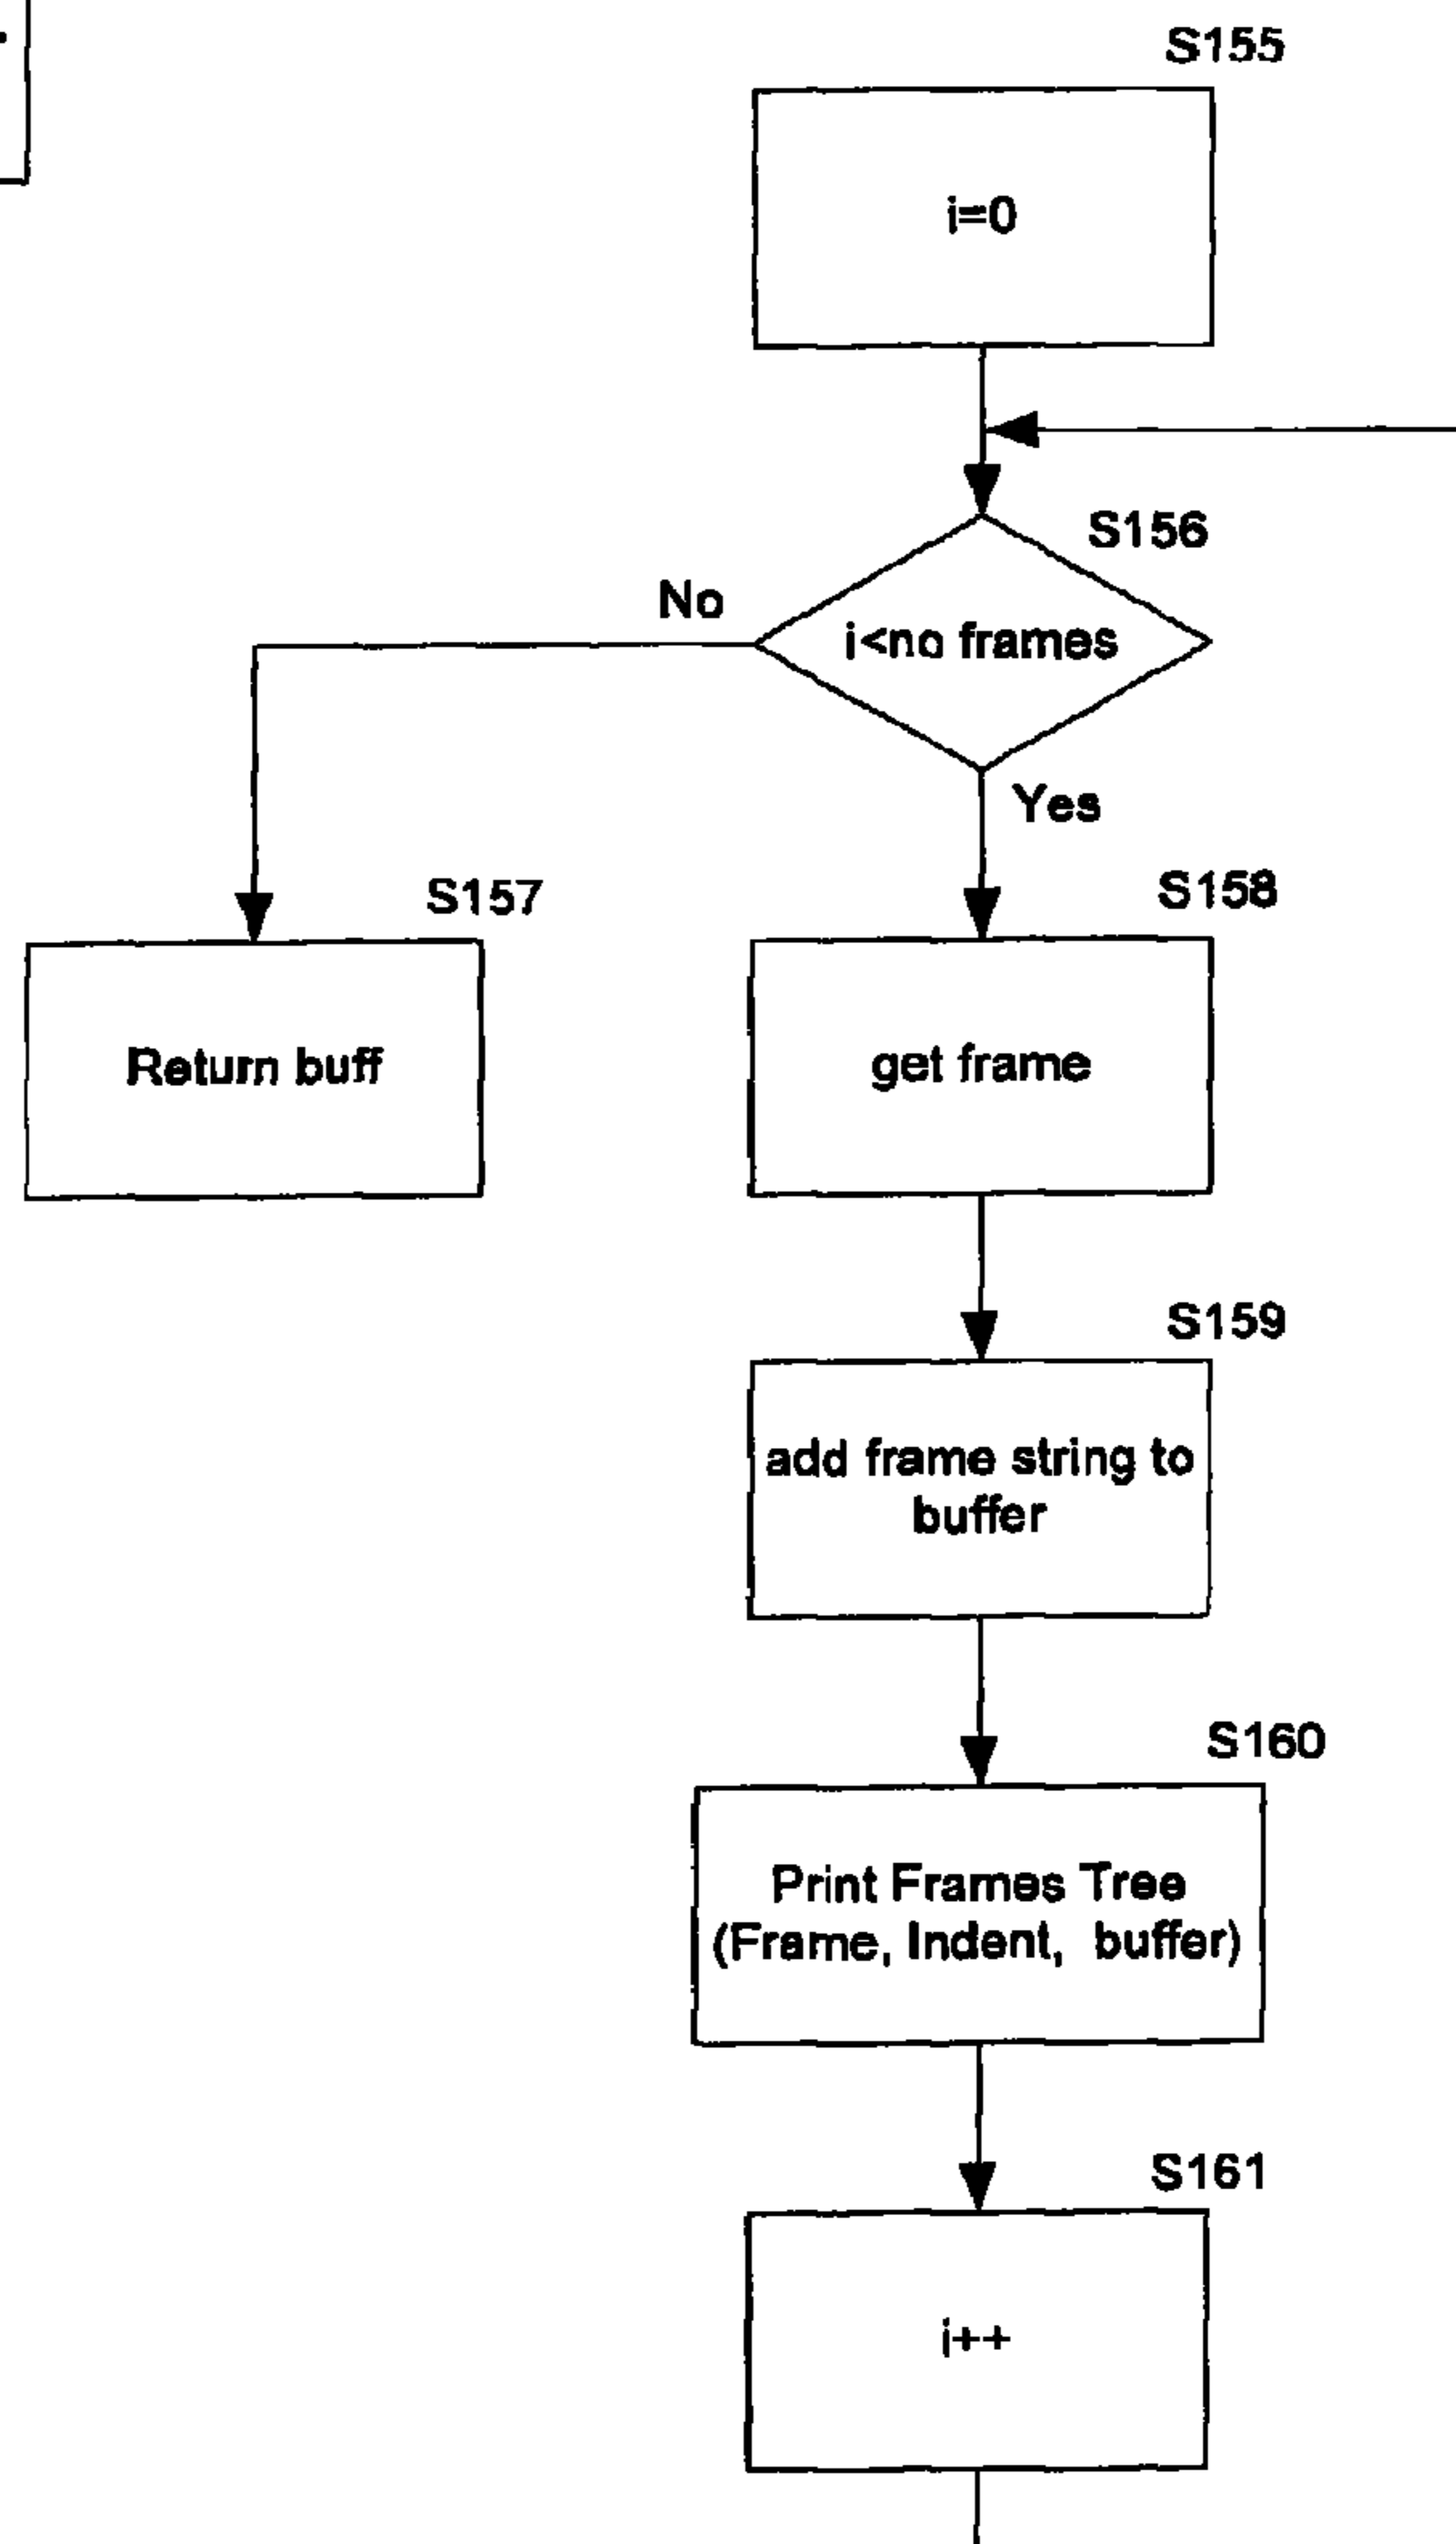 S155
i=0
S156
No
i<no frames
Yes
S157
S158
Return buff
get frame
S159
add frame string to
buffer
S160
Print Frames Tree
(Frame, Indent, buffer)
S161
i++